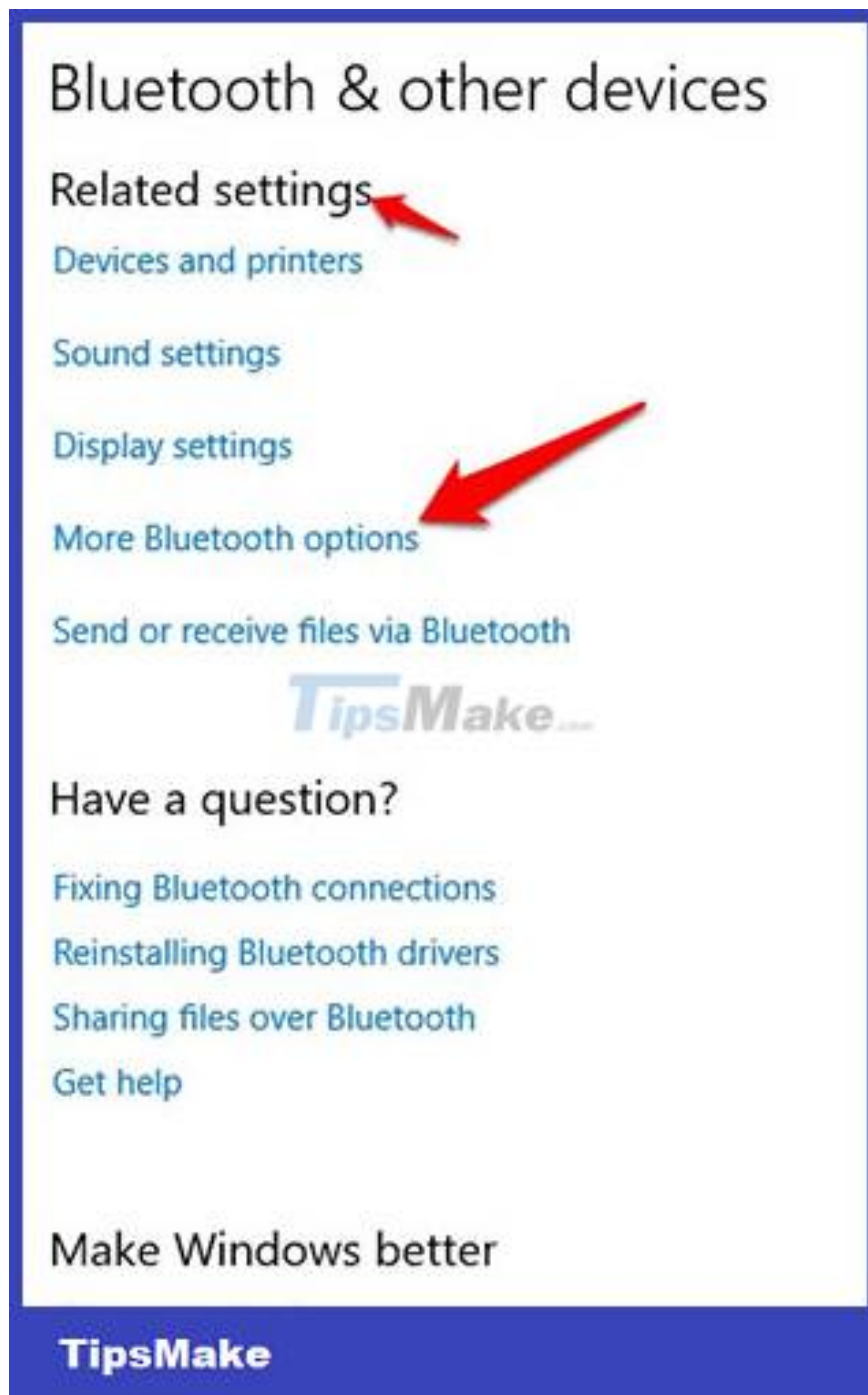 Bluetooth & other devices
Related settings
Devices and printers
Sound settings
Display settings
More Bluetooth options
Send or receive files via Bluetooth
TipsMake.com
Have a question?
Fixing Bluetooth connections
Reinstalling Bluetooth drivers
Sharing files over Bluetooth
Get help
Make Windows better
TipsMake